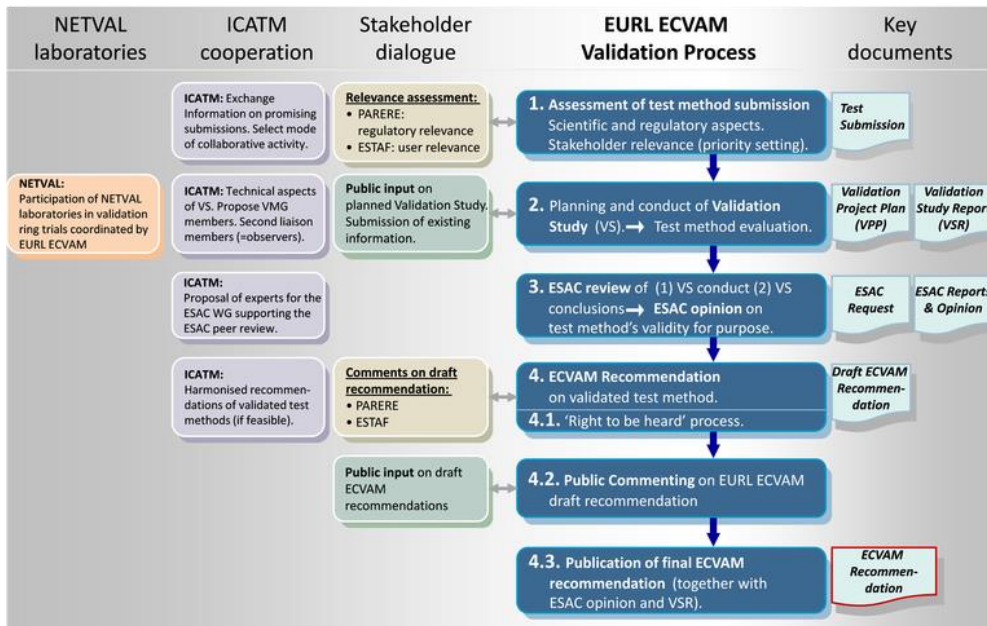 NETVAL
laboratories
ICATM
cooperation
Stakeholder
dialogue
EURL ECVAM
Validation Process
Key
documents
ICATM: Exchange
Information on promising
submissions. Select mode
of collaborative activity.
Relevance assessment:
• PARERE:
regulatory relevance
• ESTAF: user relevance
1. Assessment of test method submission
Scientific and regulatory aspects.
Stakeholder relevance (priority setting).
Test
Submission
NETVAL:
Participation of NETVAL
laboratories in validation
ring trials coordinated by
EURL ECVAM
ICATM: Technical aspects
of VS. Propose VMG
members. Second liaison
members (=observers).
Public input on
planned Validation Study.
Submission of existing
information.
2. Planning and conduct of Validation
Study (VS). → Test method evaluation.
Validation
Project Plan
(VPP)
Validation
Study Report
(VSR)
ICATM:
Proposal of experts for the
ESAC WG supporting the
ESAC peer review.
3. ESAC review of (1) VS conduct (2) VS
conclusions → ESAC opinion on
test method's validity for purpose.
ESAC
Request
ESAC Reports
& Opinion
ICATM:
Harmonised recommen-
dations of validated test
methods (if feasible).
Comments on draft
recommendation:
• PARERE
• ESTAF
4. ECVAM Recommendation
on validated test method.
4.1. ‘Right to be heard’ process.
Draft ECVAM
Recommen-
dation
Public input on draft
ECVAM
recommendations
4.2. Public Commenting on EURL ECVAM
draft recommendation
4.3. Publication of final ECVAM
recommendation (together with
ESAC opinion and VSR).
ECVAM
Recommen-
dation